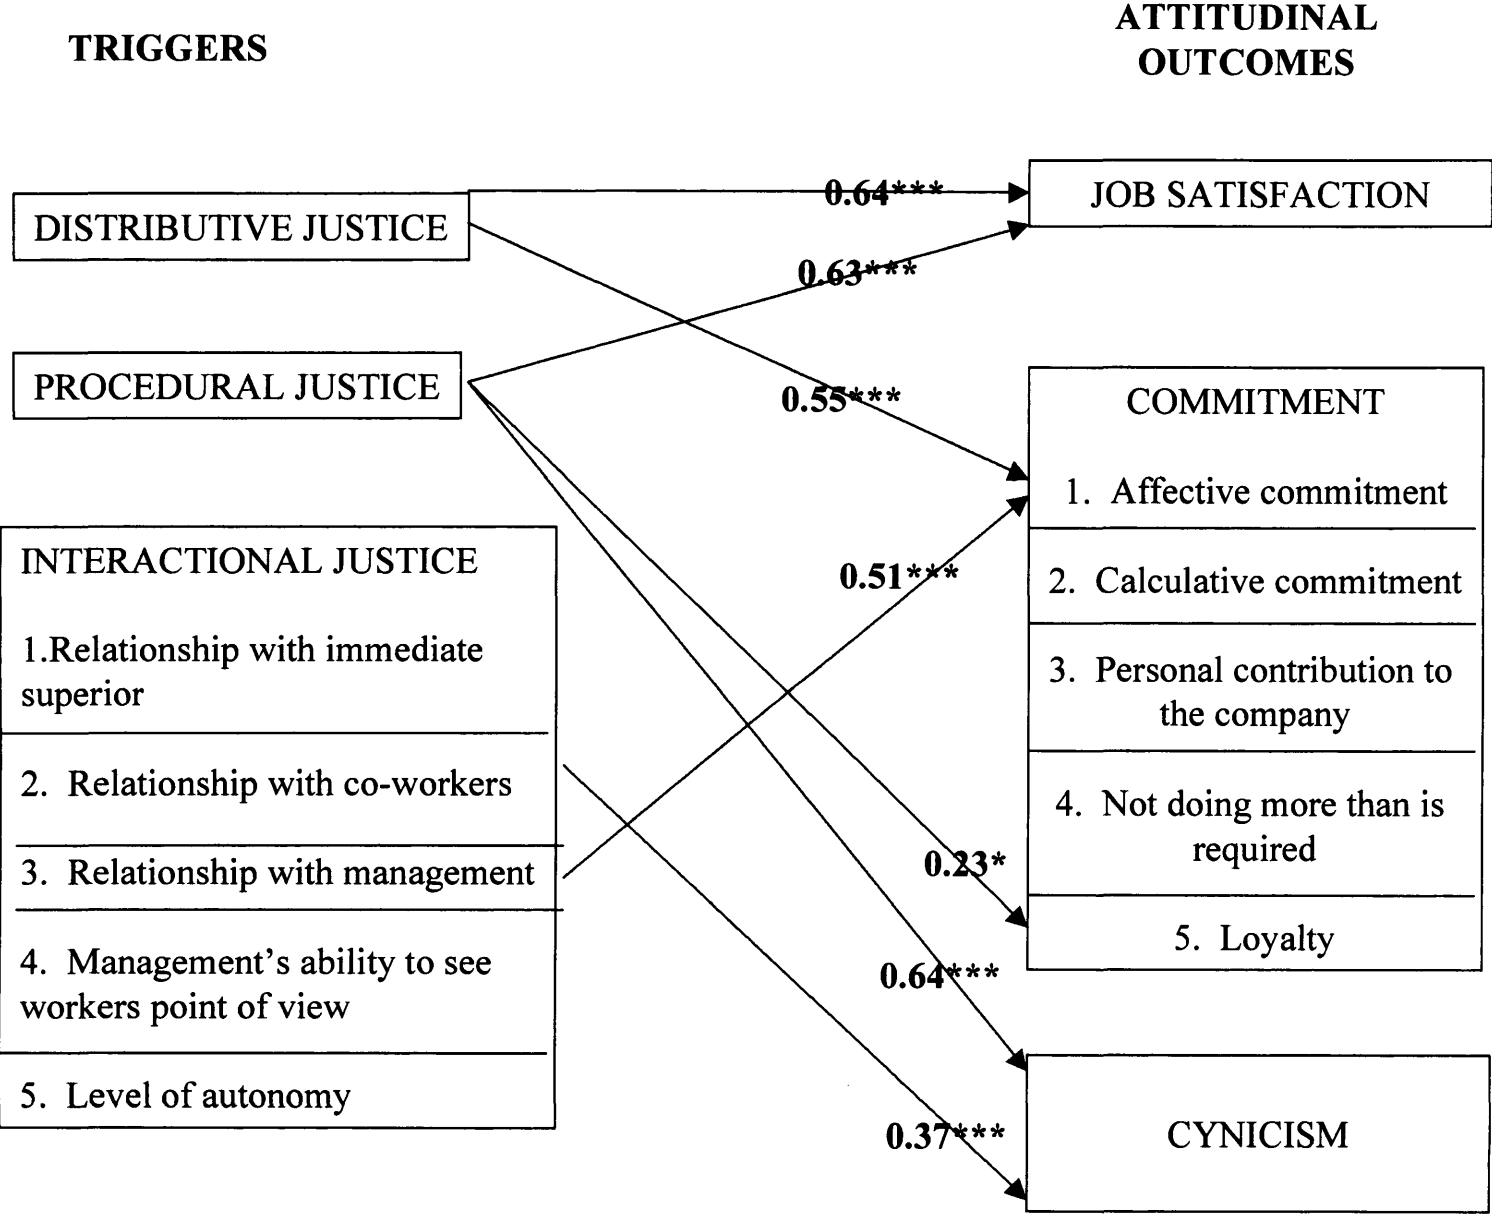 TRIGGERS
ATTITUDINAL
OUTCOMES
DISTRIBUTIVE JUSTICE
0.64***
JOB SATISFACTION
0.63***
PROCEDURAL JUSTICE
0.55***
COMMITMENT
1. Affective commitment
INTERACTIONAL JUSTICE
0.51***
2. Calculative commitment
1.Relationship with immediate
superior
3. Personal contribution to
the company
2. Relationship with co-workers
4. Not doing more than is
required
3. Relationship with management
0.23*
4. Management's ability to see
workers point of view
5. Loyalty
0.64***
5. Level of autonomy
0.37***
CYNICISM